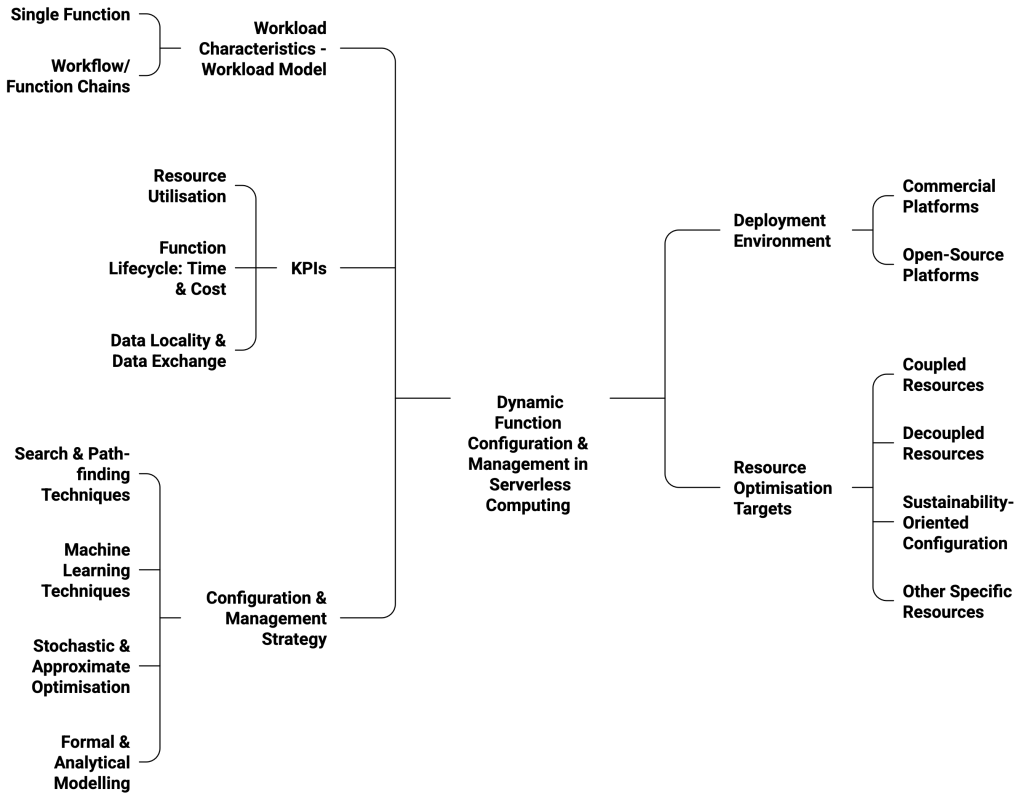 Single Function
Workflow/
Function Chains
Workload
Characteristics -
Workload Model
Resource
Utilisation
Function
Lifecycle: Time
& Cost
Data Locality &
Data Exchange
KPIs
Search & Path-
finding
Techniques
Machine
Learning
Techniques
Stochastic &
Approximate
Optimisation
Formal &
Analytical
Modelling
Configuration &
Management
Strategy
Dynamic
Function
Configuration &
Management in
Serverless
Computing
Deployment
Environment
Commercial
Platforms
Open-Source
Platforms
Resource
Optimisation
Targets
Coupled
Resources
Decoupled
Resources
Sustainability-
Oriented
Configuration
Other Specific
Resources